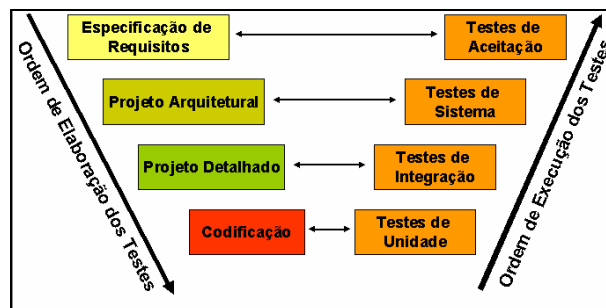 Especificação de
Requisitos
Testes de
Aceitação
Projeto Arquitetural
Testes de
Sistema
Projeto Detalhado
Testes de
Integração
Codificação
Testes de
Unidade
Ordem de Elaboração dos Testes
Ordem de Execução dos Testes